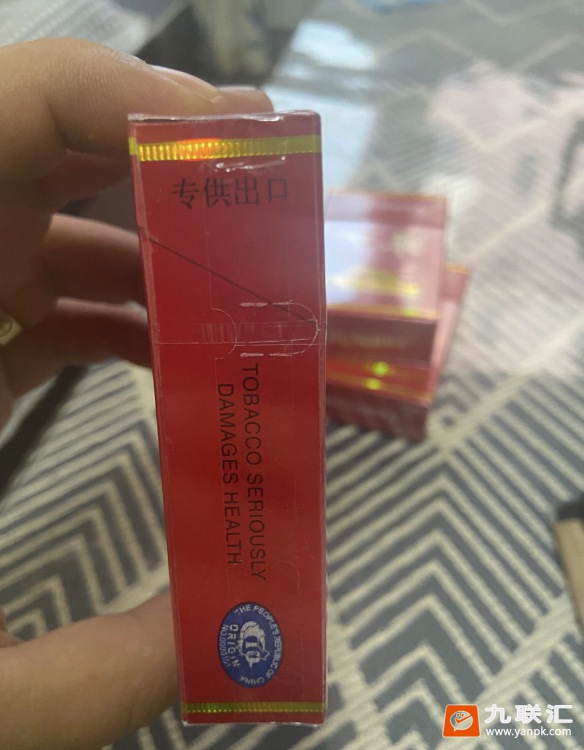 专供出口
TOBACCO SERIOUSLY
DAMAGES HEALTH
THE PEOPLE'S REPUBLIC OF CHINA
CIQ
ORIGIN
九联汇
www.yanpk.com